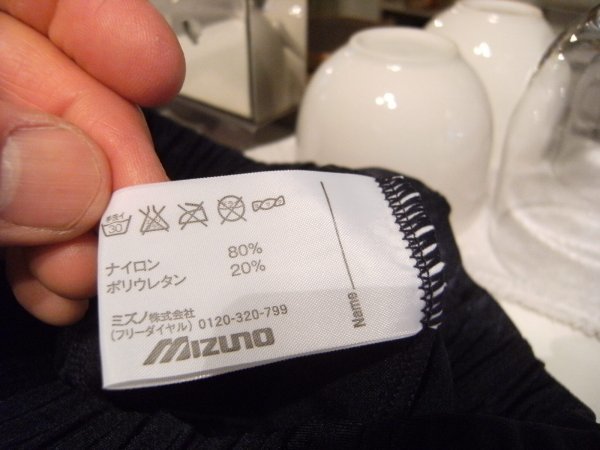 手洗イ
30
ナイロン 80%
ポリウレタン 20%
ミズノ株式会社
(フリーダイヤル) 0120-320-799
MIZUNO
Name